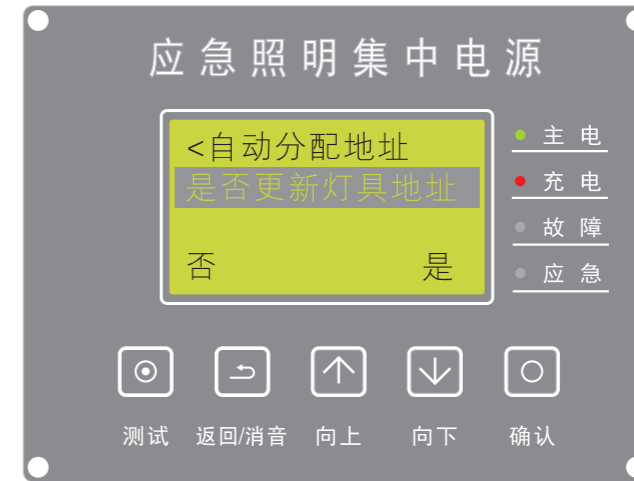 应急照明集中电源
<自动分配地址
是否更新灯具地址
否 是
主电
充电
故障
应急
测试 返回/消音 向上 向下 确认